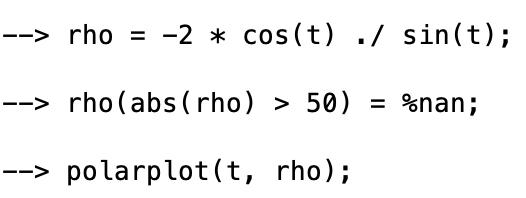 --> rho = -2 * cos(t) ./ sin(t);
--> rho(abs(rho) > 50) = %nan;
--> polarplot(t, rho);